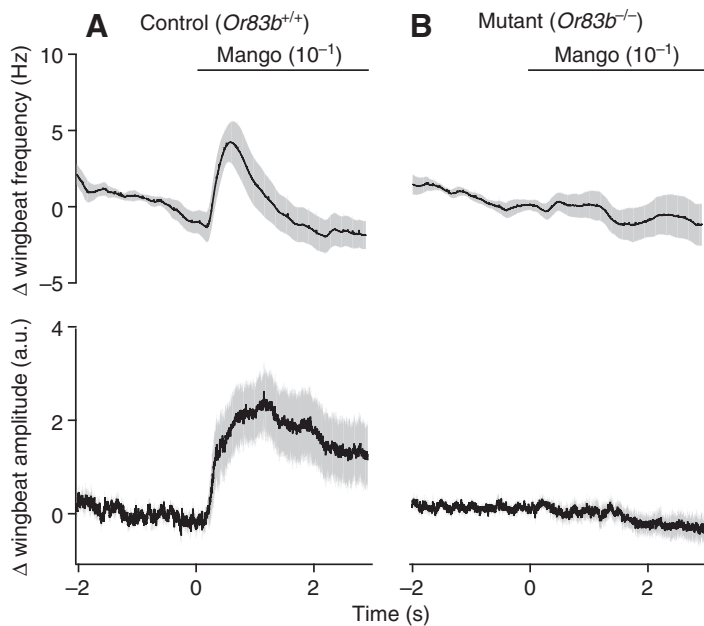 A Control (Or83b+/+)
Mango (10−1)
B Mutant (Or83b−/−)
Mango (10−1)
Δ wingbeat frequency (Hz)
10
5
0
−5
Δ wingbeat amplitude (a.u.)
4
2
0
−2 0 2
−2 0 2
Time (s)